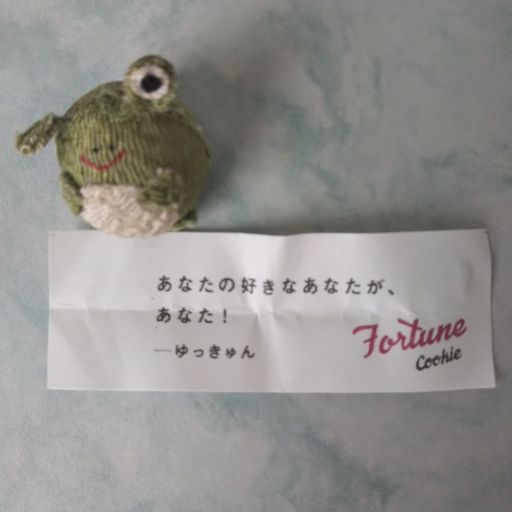 あなたの好きなあなたが、
あなた！
—ゆっきゅん
Fortune
Cookie